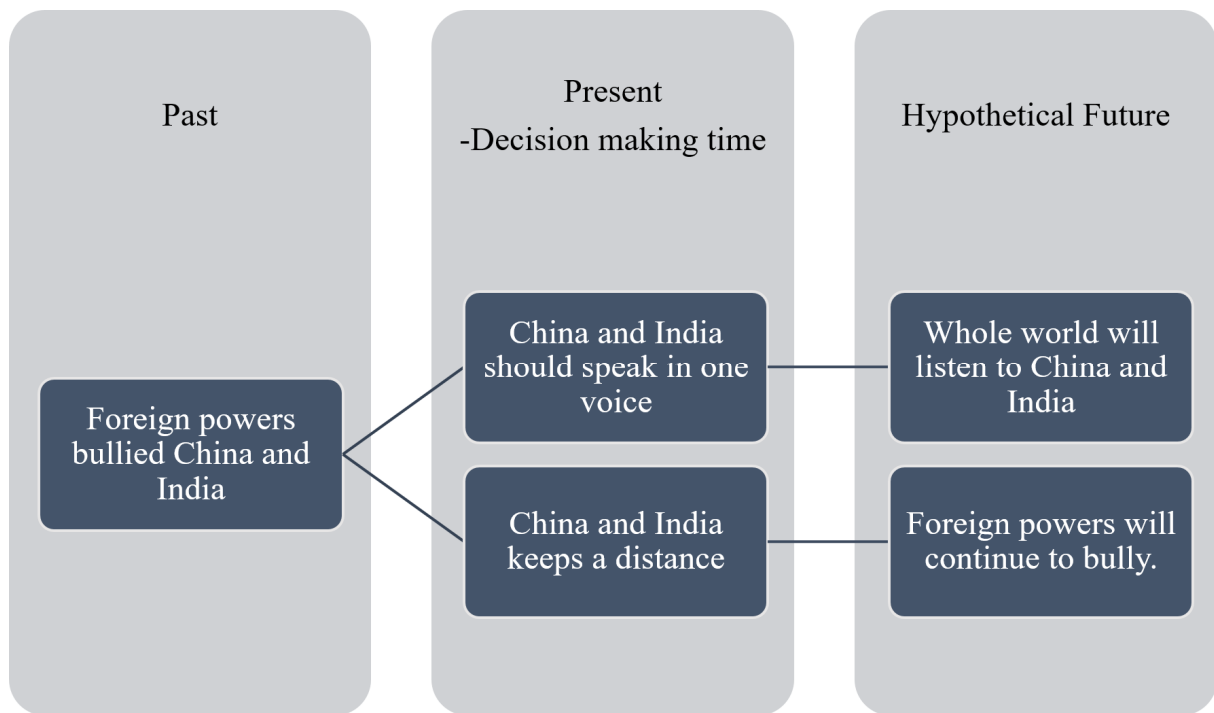 Past
Present
-Decision making time
Hypothetical Future
Foreign powers
bullied China and
India
China and India
should speak in one
voice
Whole world will
listen to China and
India
China and India
keeps a distance
Foreign powers will
continue to bully.